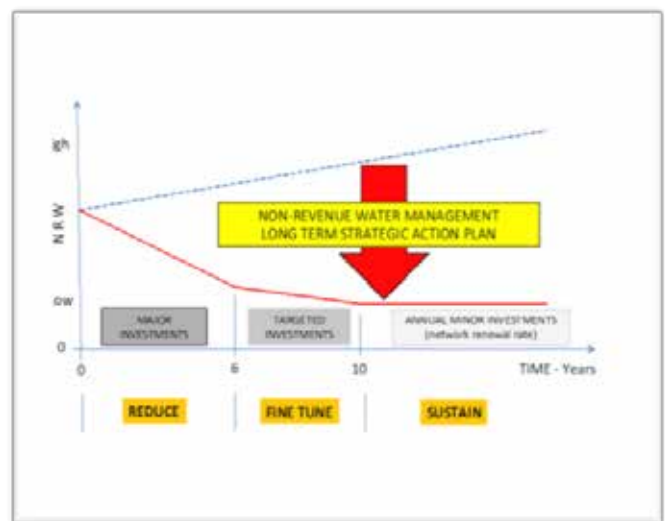 gh
NRW
ow
0
NON-REVENUE WATER MANAGEMENT
LONG TERM STRATEGIC ACTION PLAN
MAJOR
INVESTMENTS
TARGETED
INVESTMENTS
ANNUAL MINOR INVESTMENTS
(network renewal rate)
0
6
10
TIME - Years
REDUCE
FINE TUNE
SUSTAIN